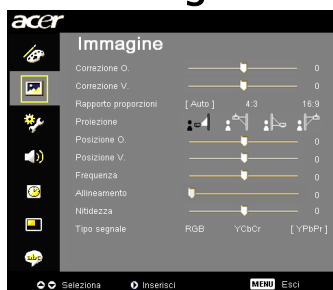 acer
Immagine
Correzione O. 0
Correzione V. 0
Rapporto proporzioni [ Auto ] 4:3 16:9
Proiezione
Posizione O. 0
Posizione V. 0
Frequenza 0
Allineamento 0
Nitidezza 0
Tipo segnale RGB YCbCr [ YPbPr ]
abc
Seleziona Inserisci MENU Esci